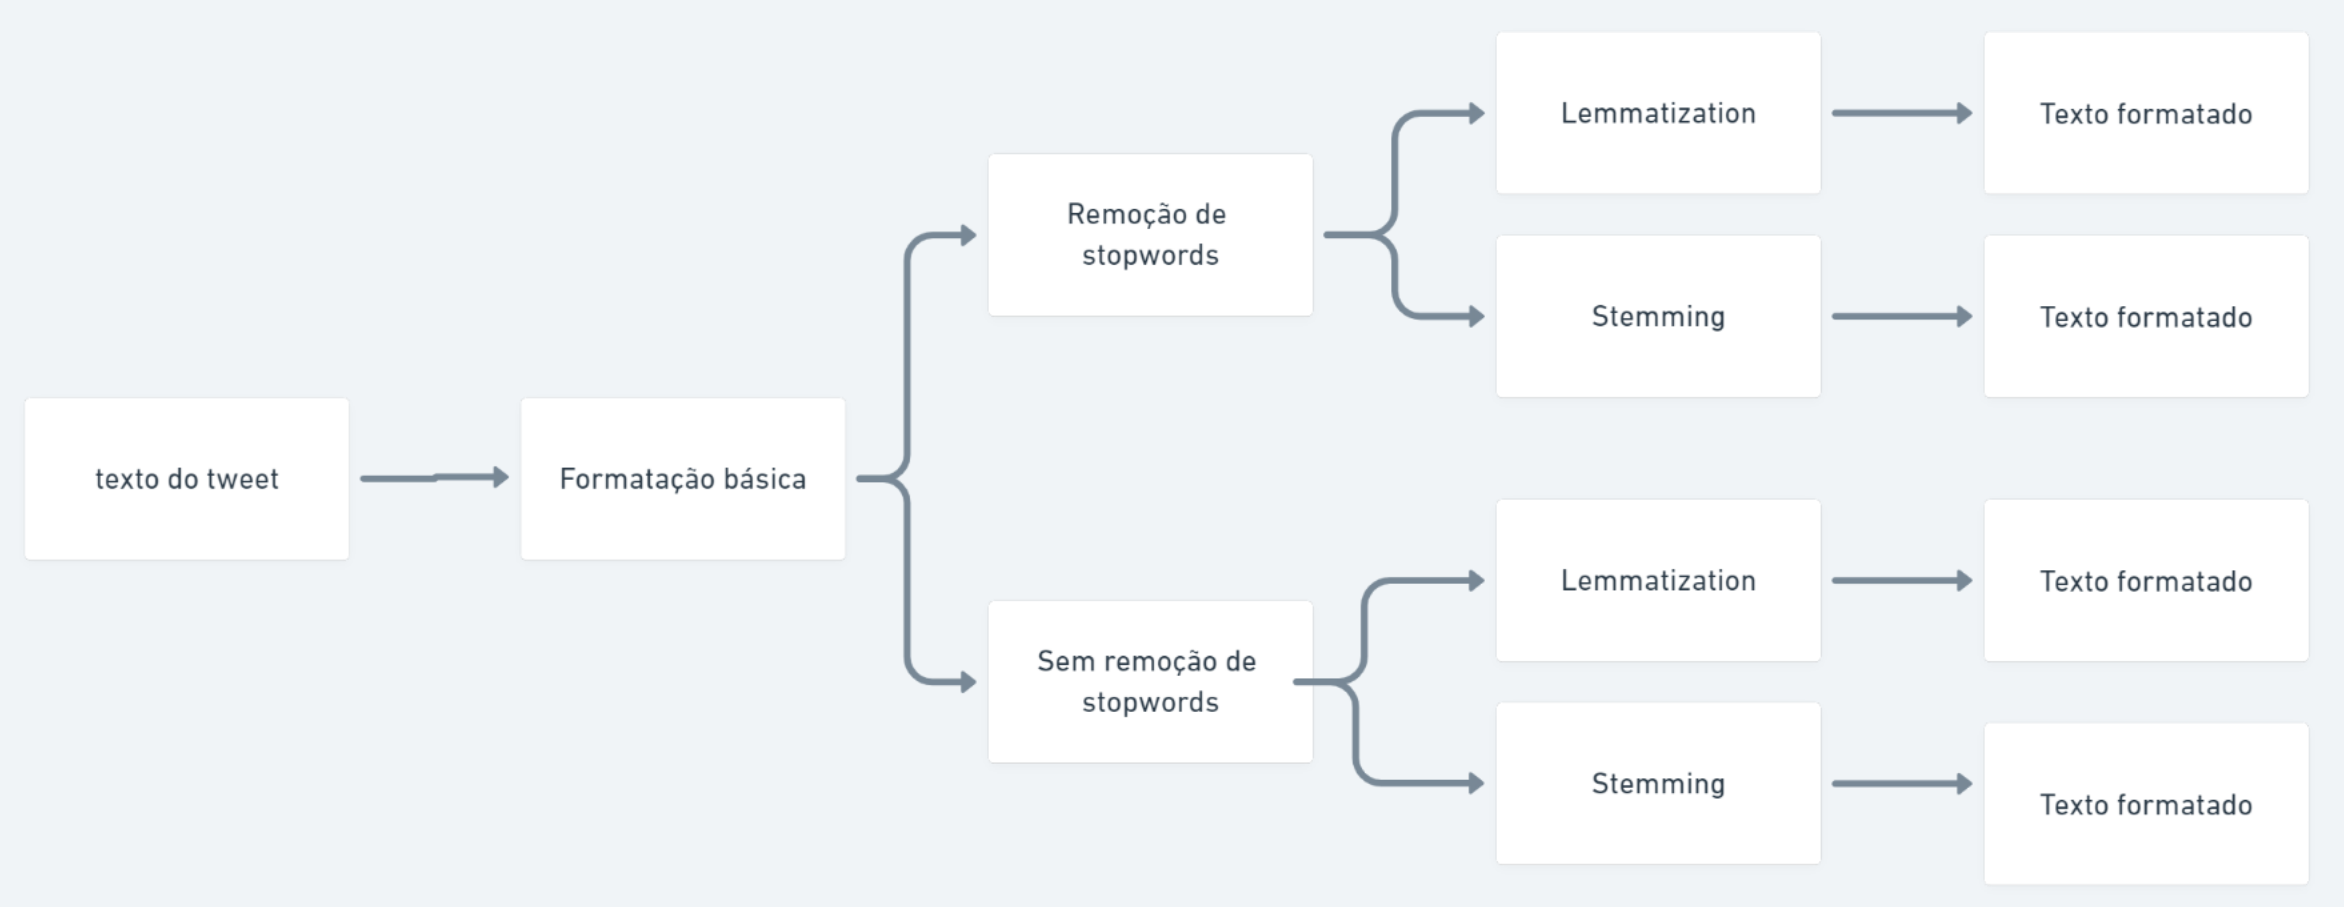 texto do tweet
Formatação básica
Remoção de
stopwords
Lemmatization
Texto formatado
Stemming
Texto formatado
Sem remoção de
stopwords
Lemmatization
Texto formatado
Stemming
Texto formatado